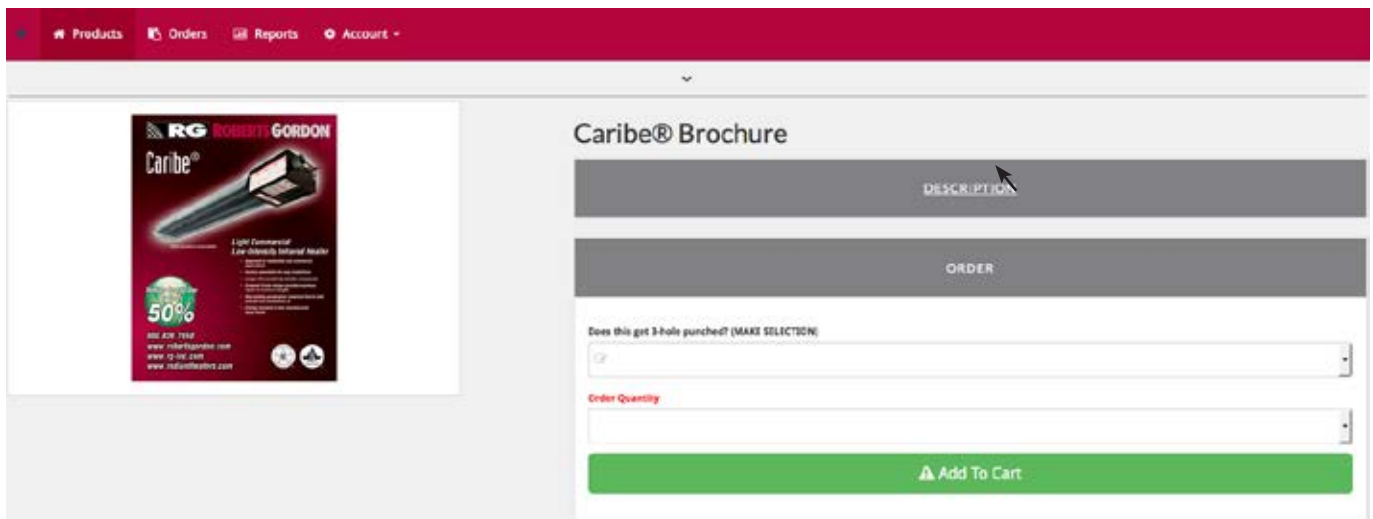 Products Orders Reports Account
Caribe® Brochure
DESCRIPTION
ORDER
Does this get 3-hole punched? (MAKE SELECTION)
Order Quantity
Add To Cart
RG ROBERTS GORDON
Caribe®
Light Commercial
Low-Intensity Infrared Heater
50%
www.robertsgordon.com
www.rg-inc.com
www.radiantheaters.com